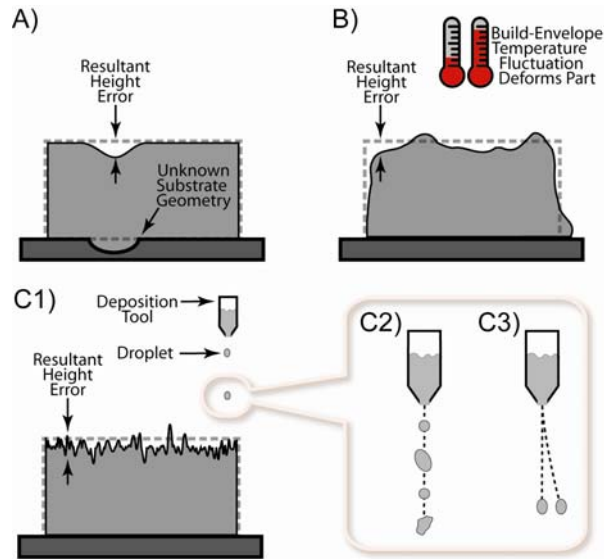 A)
Resultant
Height
Error
Unknown
Substrate
Geometry
B)
Build-Envelope
Temperature
Fluctuation
Deforms Part
Resultant
Height
Error
C1)
Deposition
Tool
Droplet
Resultant
Height
Error
C2)
C3)